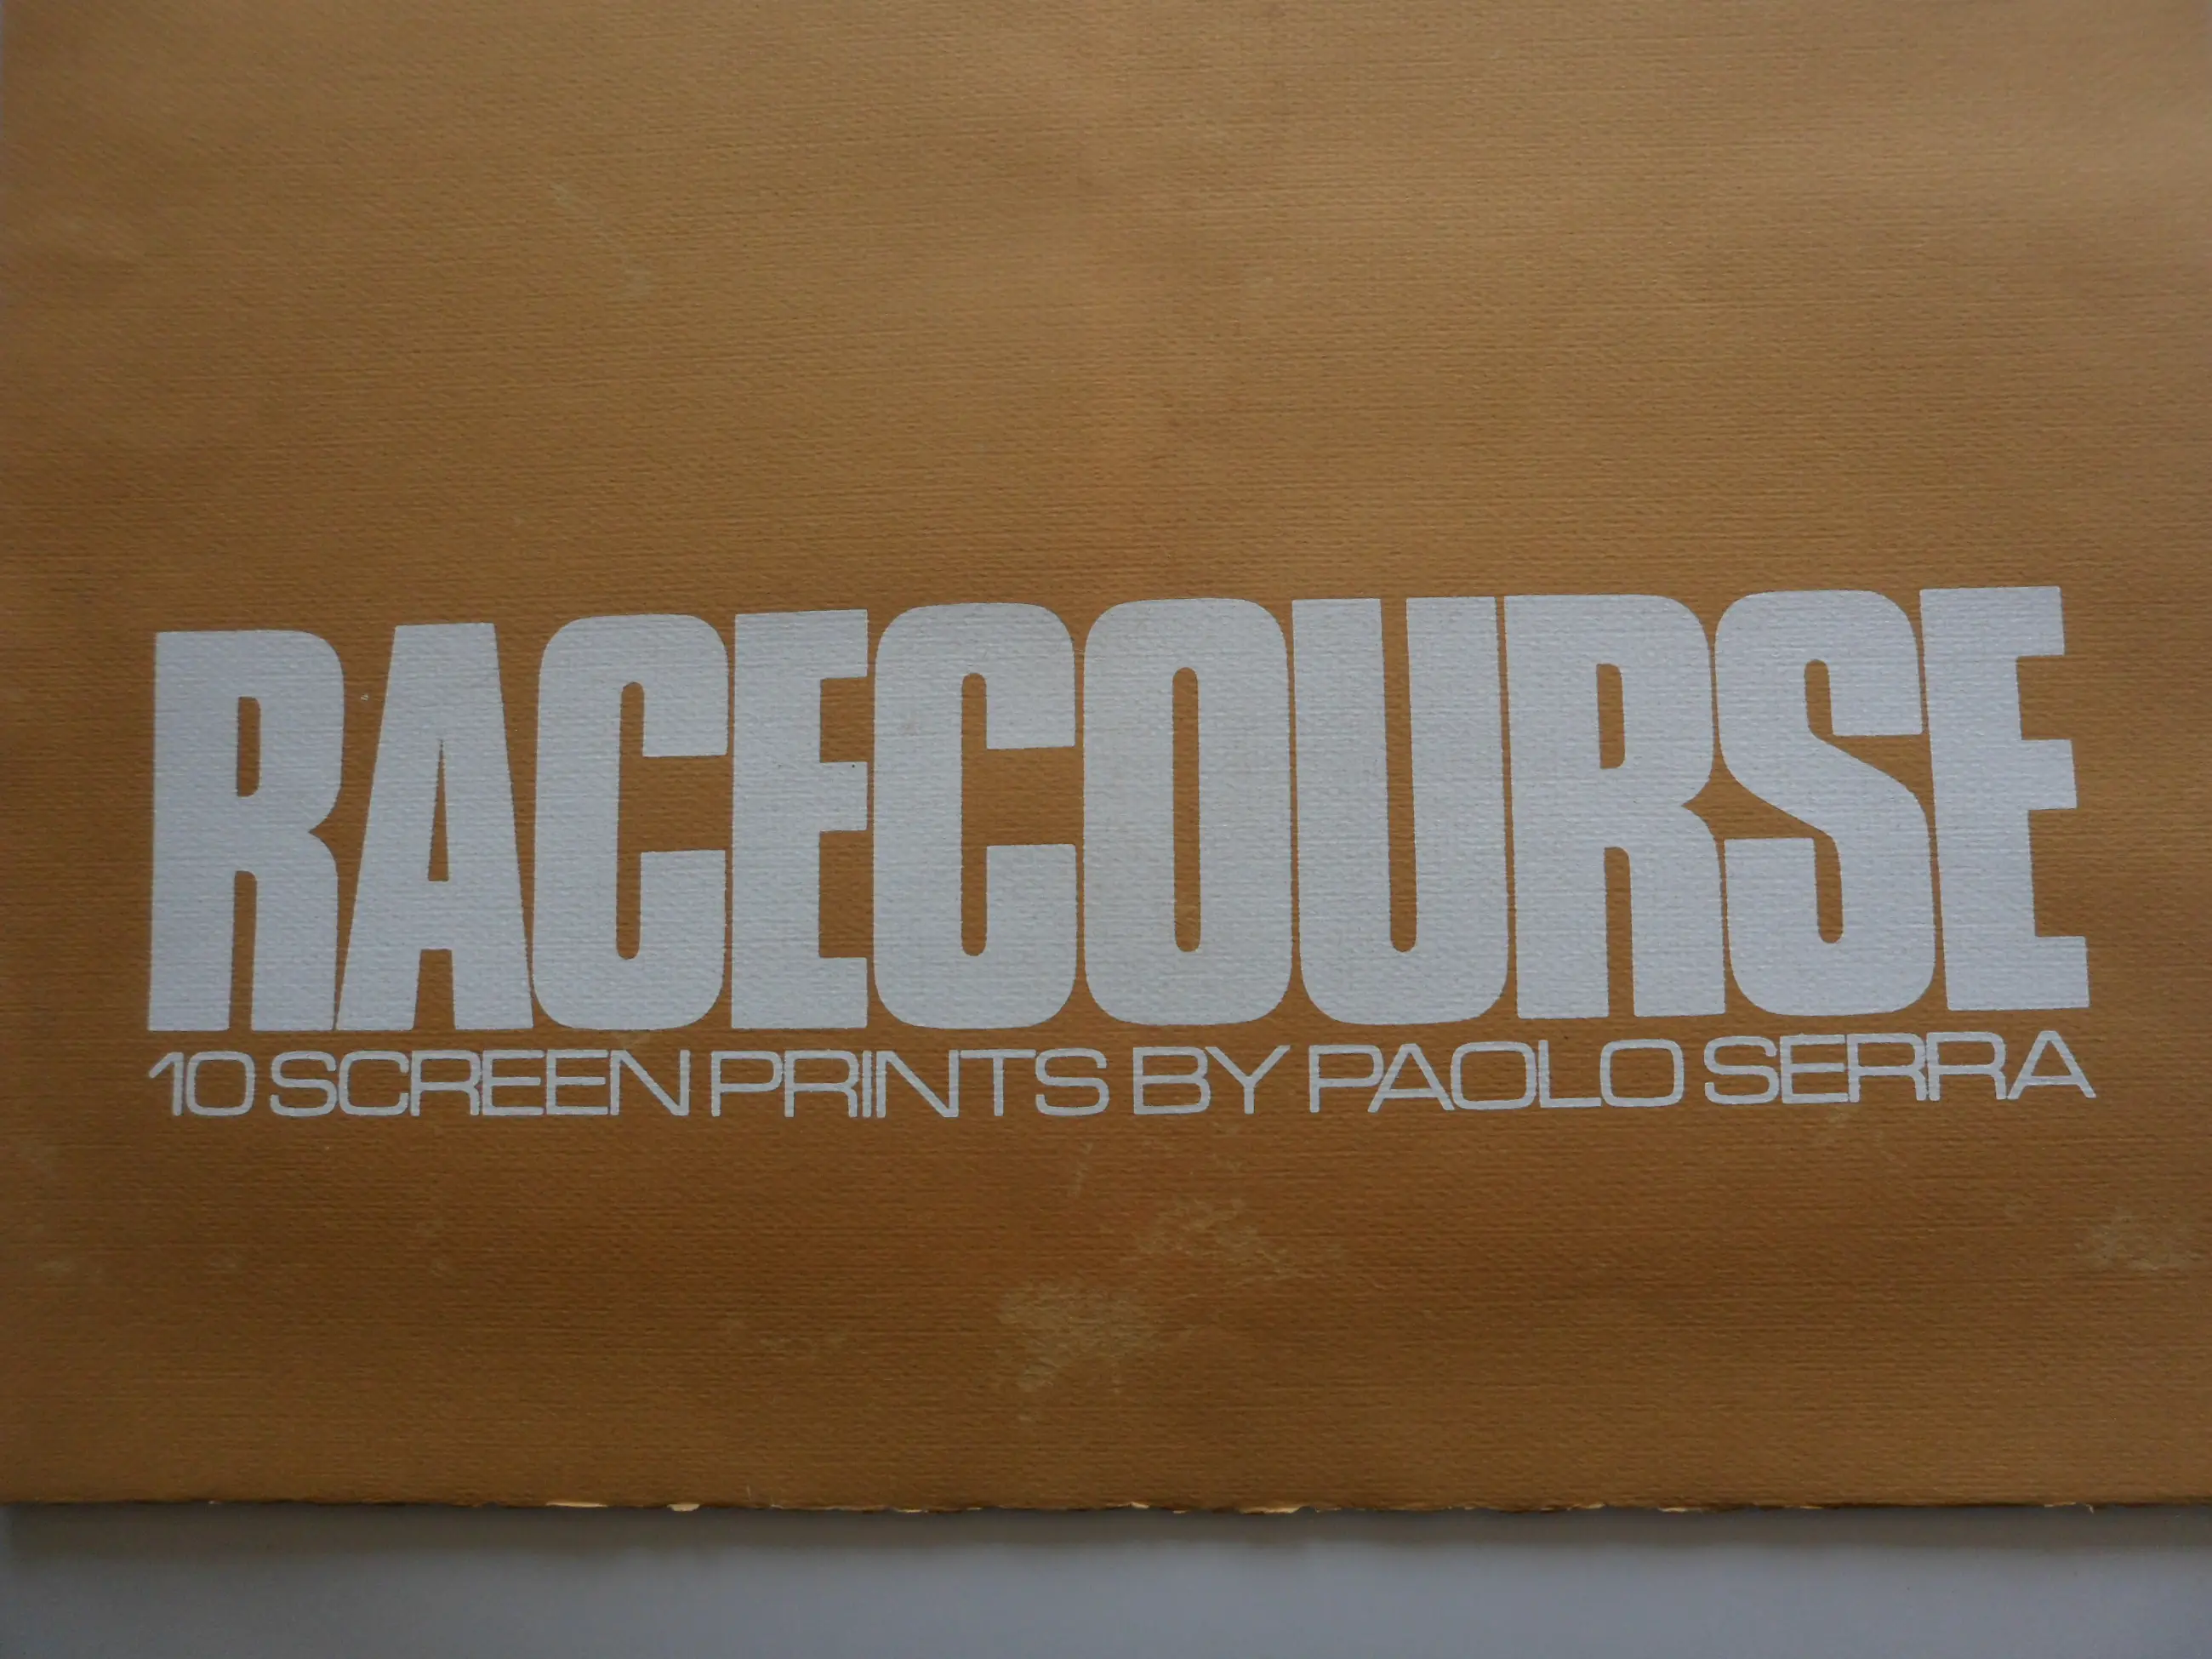 RACECOURSE
10 SCREEN PRINTS BY PAOLO SERRA